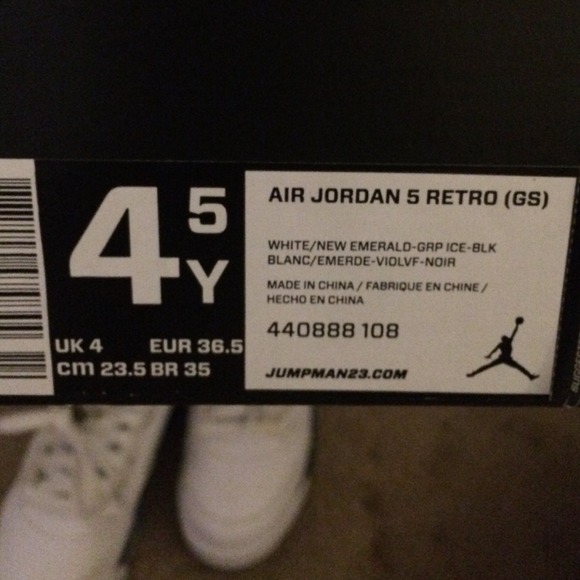 4 5
Y
UK 4 EUR 36.5
cm 23.5 BR 35
AIR JORDAN 5 RETRO (GS)
WHITE/NEW EMERALD-GRP ICE-BLK
BLANC/EMERDE-VIOLVF-NOIR
MADE IN CHINA / FABRIQUE EN CHINE /
HECHO EN CHINA
440888 108
JUMPMAN23.COM